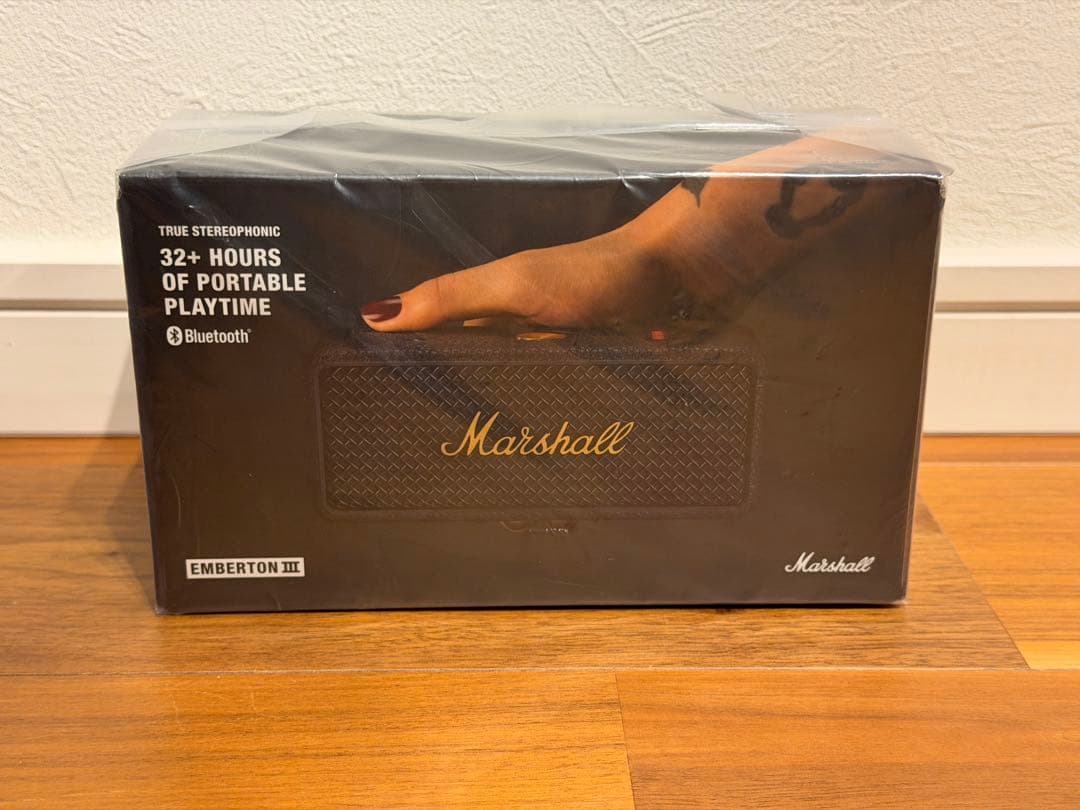 TRUE STEREOPHONIC
32+ HOURS
OF PORTABLE
PLAYTIME
Bluetooth®
Marshall
EMBERTON III
Marshall